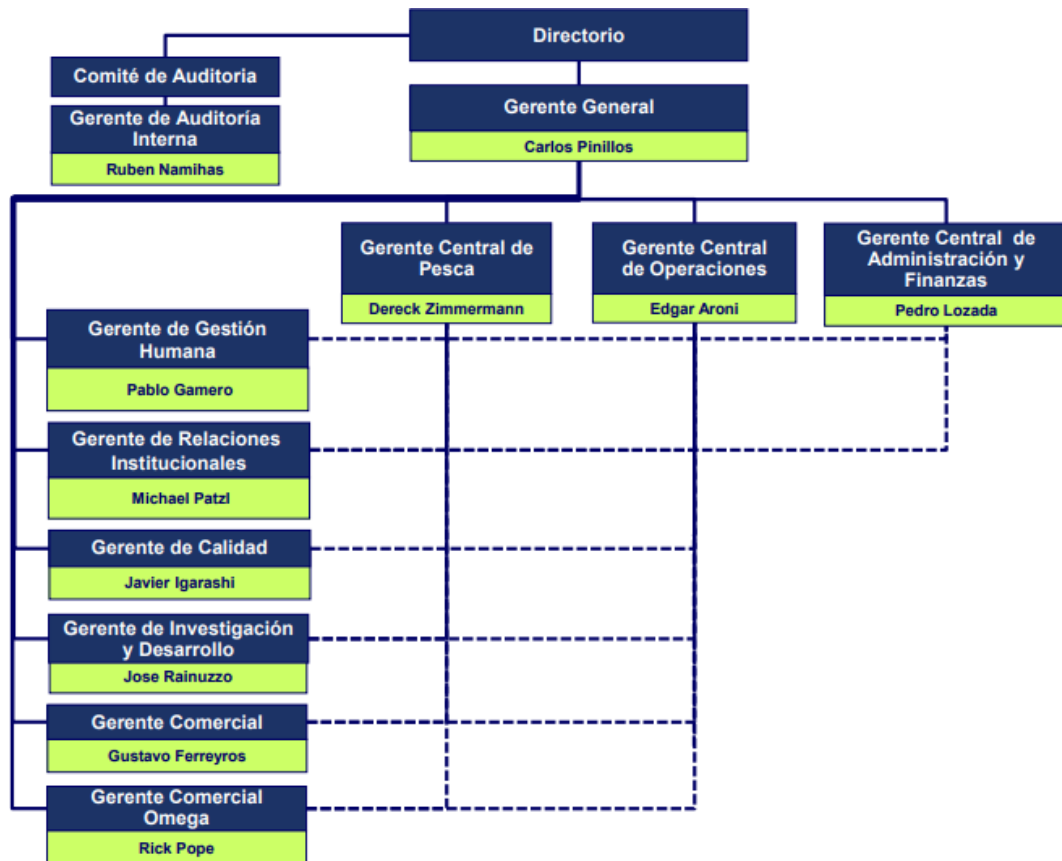 Directorio
Comité de Auditoria
Gerente de Auditoría
Interna
Ruben Namihas
Gerente General
Carlos Pinillos
Gerente Central de
Pesca
Dereck Zimmermann
Gerente Central
de Operaciones
Edgar Aroni
Gerente Central de
Administración y
Finanzas
Pedro Lozada
Gerente de Gestión
Humana
Pablo Gamero
Gerente de Relaciones
Institucionales
Michael Patzl
Gerente de Calidad
Javier Igarashi
Gerente de Investigación
y Desarrollo
Jose Rainuzzo
Gerente Comercial
Gustavo Ferreyros
Gerente Comercial
Omega
Rick Pope